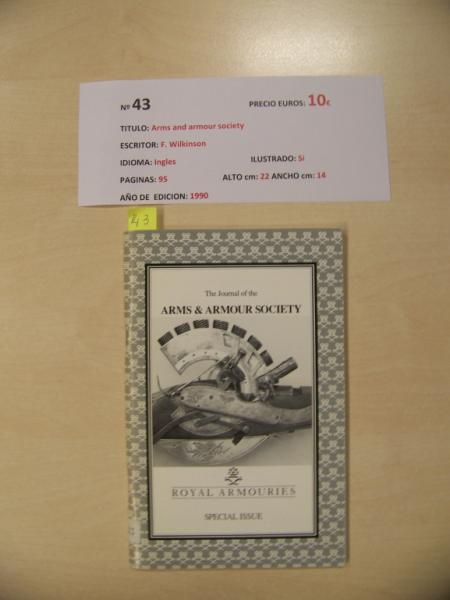 Nº 43 PRECIO EUROS: 10€
TITULO: Arms and armour society
ESCRITOR: F. Wilkinson
IDIOMA: Ingles ILUSTRADO: Si
PAGINAS: 95 ALTO cm: 22 ANCHO cm: 14
AÑO DE EDICION: 1990
43
The Journal of the
ARMS & ARMOUR SOCIETY
ROYAL ARMOURIES
SPECIAL ISSUE